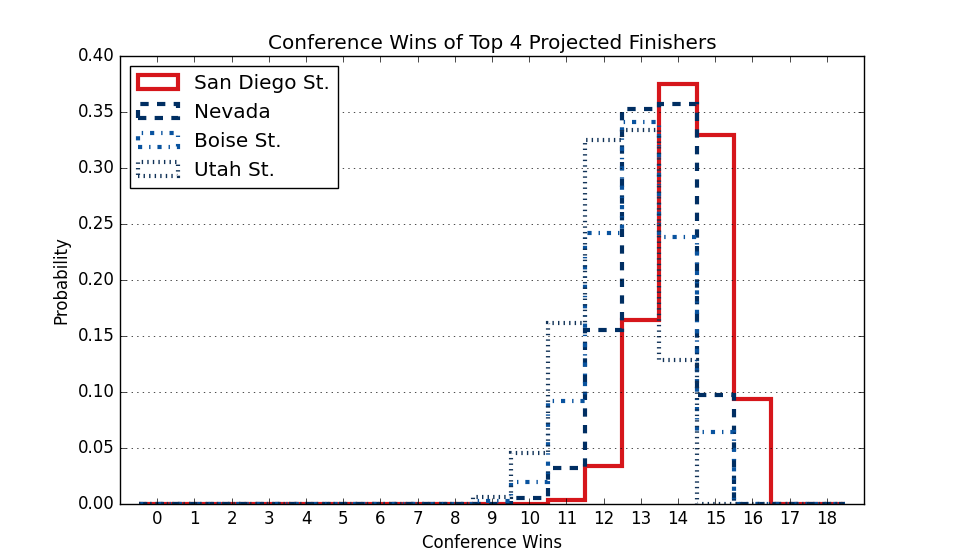 Conference Wins of Top 4 Projected Finishers
San Diego St.
Nevada
Boise St.
Utah St.
0.40
0.35
0.30
0.25
0.20
0.15
0.10
0.05
0.00
Probability
0 1 2 3 4 5 6 7 8 9 10 11 12 13 14 15 16 17 18
Conference Wins